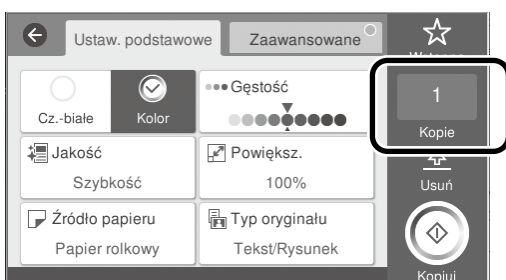 Ustaw. podstawowe
Zaawansowane
Cz.-białe
Kolor
Gęstość
1
Kopie
Jakość
Szybkość
Powiększ.
100%
Usuń
Źródło papieru
Papier rolkowy
Typ oryginału
Tekst/Rysunek
Kopiuj